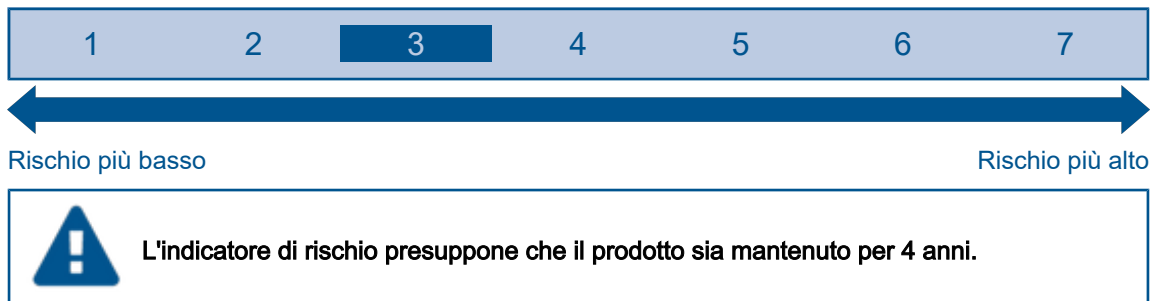 1 2 3 4 5 6 7
Rischio più basso Rischio più alto
L'indicatore di rischio presuppone che il prodotto sia mantenuto per 4 anni.